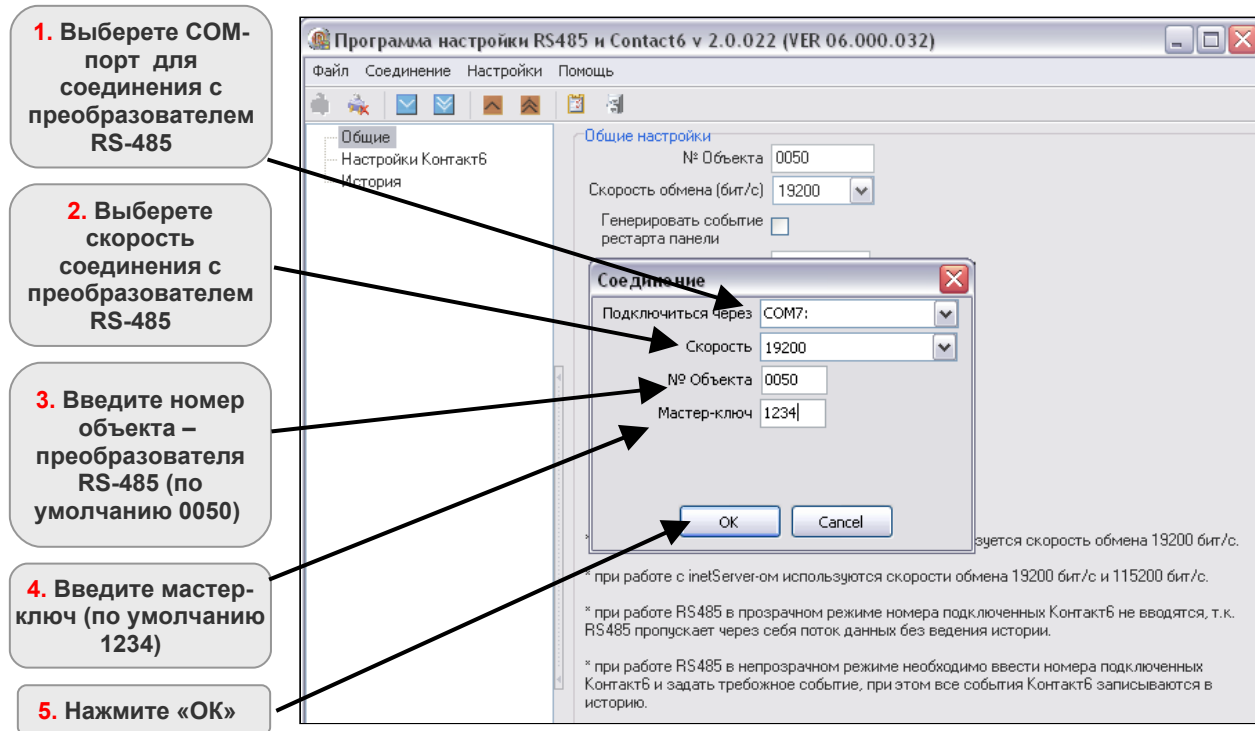 1. Выберете COM-
порт для
соединения с
преобразователем
RS-485
2. Выберете
скорость
соединения с
преобразователем
RS-485
3. Введите номер
объекта –
преобразователя
RS-485 (по
умолчанию 0050)
4. Введите мастер-
ключ (по умолчанию
1234)
5. Нажмите «ОК»
Программа настройки RS485 и Contact6 v 2.0.022 (VER 06.000.032)
Файл Соединение Настройки Помощь
Общие
Настройки Контакт6
История
Общие настройки
№ Объекта 0050
Скорость обмена (бит/с) 19200
Генерировать событие
рестарта панели
Соединение
Подключиться через COM7:
Скорость 19200
№ Объекта 0050
Мастер-ключ 1234
OK Cancel
зуется скорость обмена 19200 бит/с.
* при работе с inetServer-ом используются скорости обмена 19200 бит/с и 115200 бит/с.
* при работе RS485 в прозрачном режиме номера подключенных Контакт6 не вводятся, т.к.
RS485 пропускает через себя поток данных без ведения истории.
* при работе RS485 в непрозрачном режиме необходимо ввести номера подключенных
Контакт6 и задать требожное событие, при этом все события Контакт6 записываются в
историю.